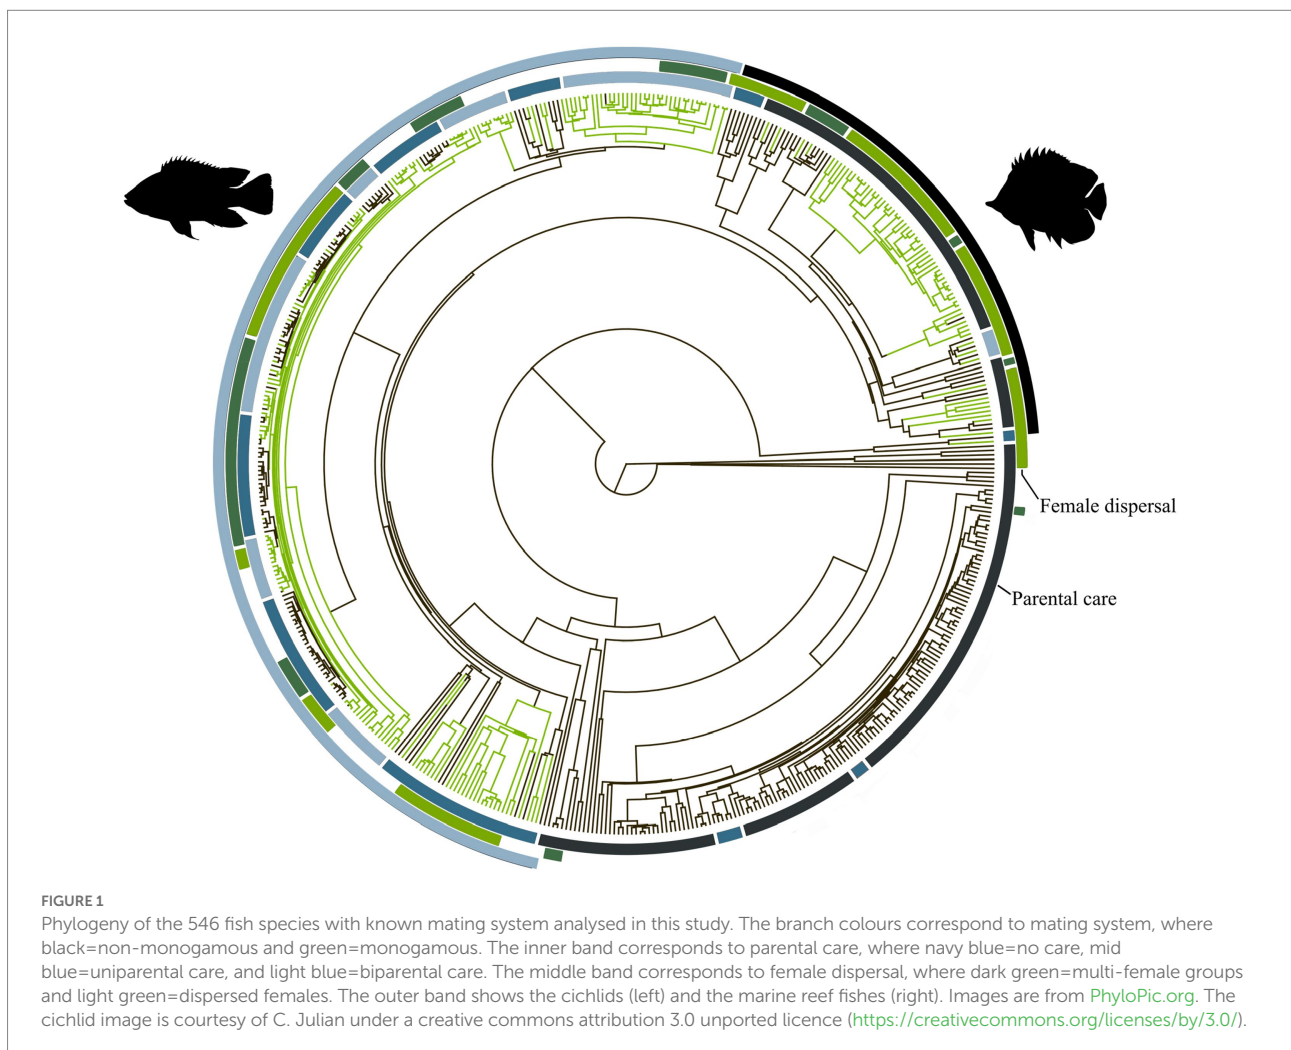 Female dispersal
Parental care
FIGURE 1
Phylogeny of the 546 fish species with known mating system analysed in this study. The branch colours correspond to mating system, where
black=non-monogamous and green=monogamous. The inner band corresponds to parental care, where navy blue=no care, mid
blue=uniparental care, and light blue=biparental care. The middle band corresponds to female dispersal, where dark green=multi-female groups
and light green=dispersed females. The outer band shows the cichlids (left) and the marine reef fishes (right). Images are from PhyloPic.org. The
cichlid image is courtesy of C. Julian under a creative commons attribution 3.0 unported licence (https://creativecommons.org/licenses/by/3.0/).